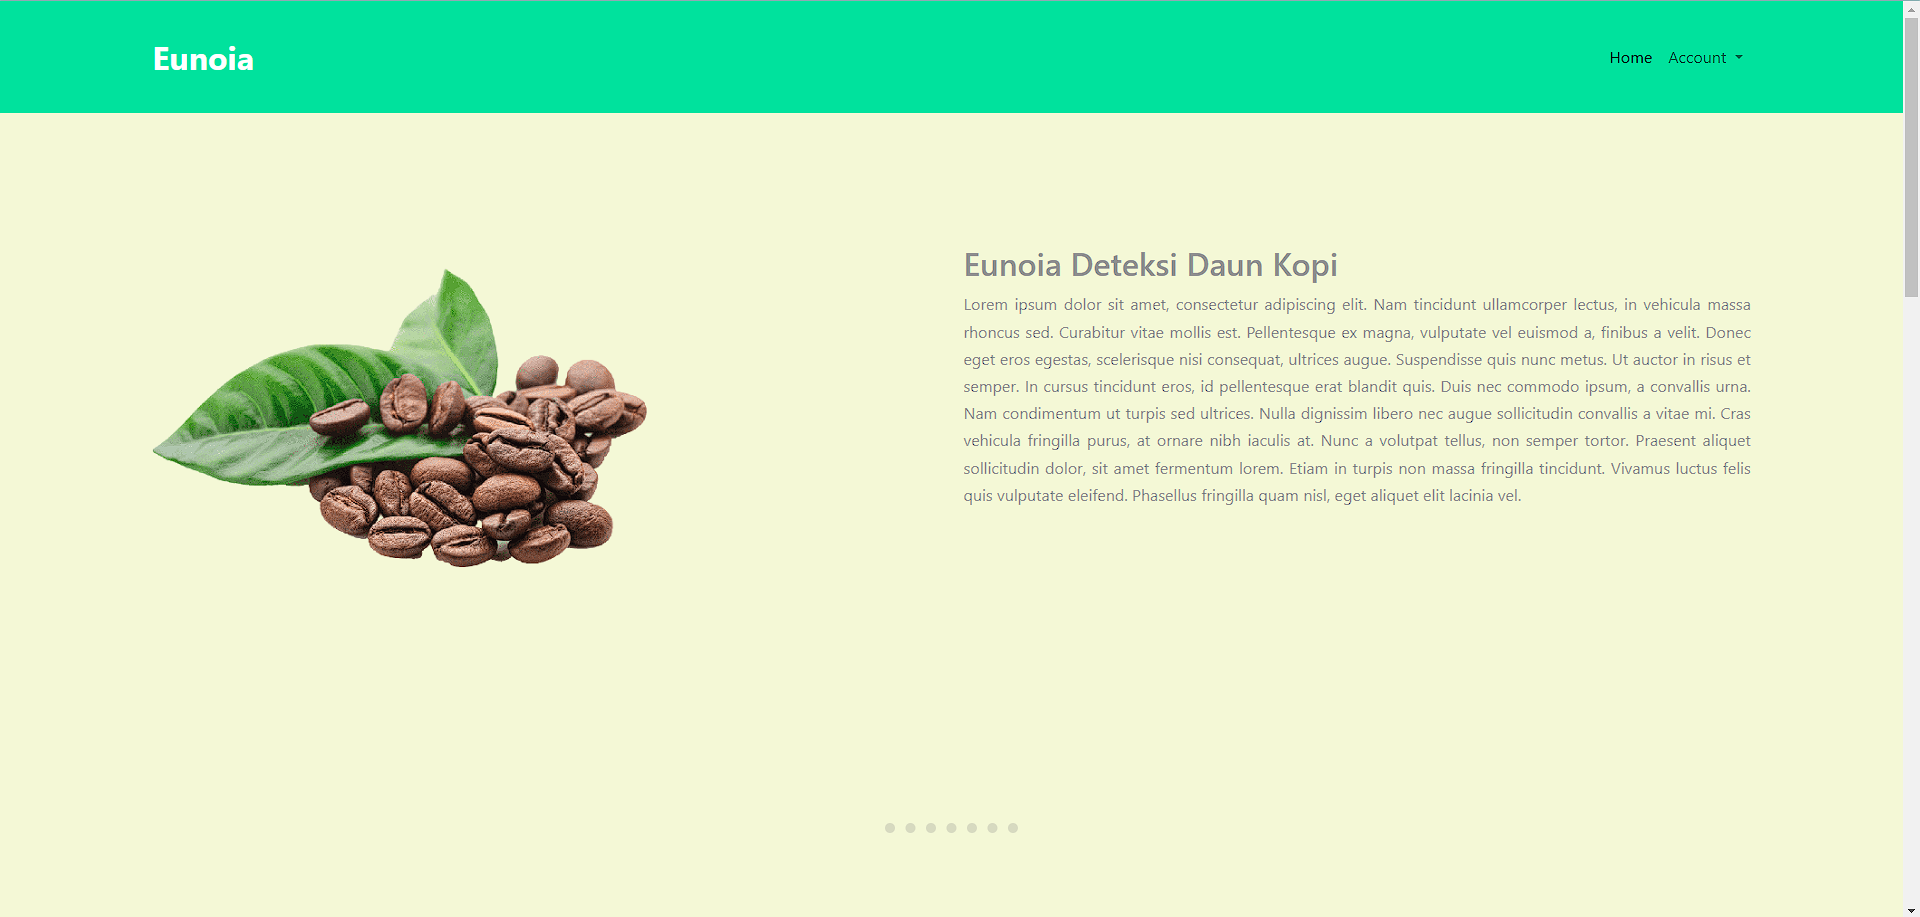 Eunoia
Home Account
Eunoia Deteksi Daun Kopi
Lorem ipsum dolor sit amet, consectetur adipiscing elit. Nam tincidunt ullamcorper lectus, in vehicula massa
rhoncus sed. Curabitur vitae mollis est. Pellentesque ex magna, vulputate vel euismod a, finibus a velit. Donec
eget eros egestas, scelerisque nisi consequat, ultrices augue. Suspendisse quis nunc metus. Ut auctor in risus et
semper. In cursus tincidunt eros, id pellentesque erat blandit quis. Duis nec commodo ipsum, a convallis urna.
Nam condimentum ut turpis sed ultrices. Nulla dignissim libero nec augue sollicitudin convallis a vitae mi. Cras
vehicula fringilla purus, at ornare nibh iaculis at. Nunc a volutpat tellus, non semper tortor. Praesent aliquet
sollicitudin dolor, sit amet fermentum lorem. Etiam in turpis non massa fringilla tincidunt. Vivamus luctus felis
quis vulputate eleifend. Phasellus fringilla quam nisl, eget aliquet elit lacinia vel.